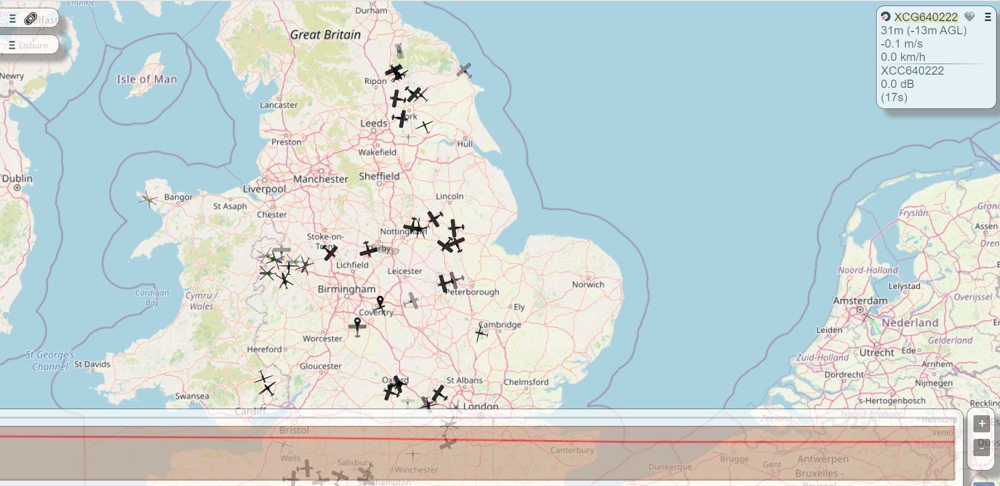 Channel
Durham
Belfast
Great Britain
Lisburn
XCG640222
31m (-13m AGL)
-0.1 m/s
0.0 km/h
XCC640222
0.0 dB
(17s)
Newry
Isle of Man
Ripon
Lancaster
Leeds
Preston
Hull
Wakefield
Dublin
Manchester
Sheffield
Liverpool
Bangor
Lincoln
St Asaph
Chester
Fryslân
Assen
Nottingham
Stoke-on-
Trent
Derby
Lichfield
Leicester
Noord-Holland
Lelystad
Norwich
Birmingham
Peterborough
Cardigan
Bay
Cymru /
Wales
Overijssel
Amsterdam
Ely
Coventry
Cambridge
Nederland
Leiden
Worcester
Gelderland
Hereford
Utrecht
Ede
St George's
Channel
Zuid-Holland
St Davids
Gloucester
Arnhem
Dordrecht
Oxford
St Albans
Chelmsford
Nijmegen
Swansea
's-Hertogenbosch
London
Cardiff
Zeeland
Noord-Brabant
Helmond
+
Bristol
Venlo
Limburg
Canterbury
-
Wells
Salisbury
Brugge
Antwerpen
Winchester
Dunkerque
Gent
Bruxelles -
Brussel